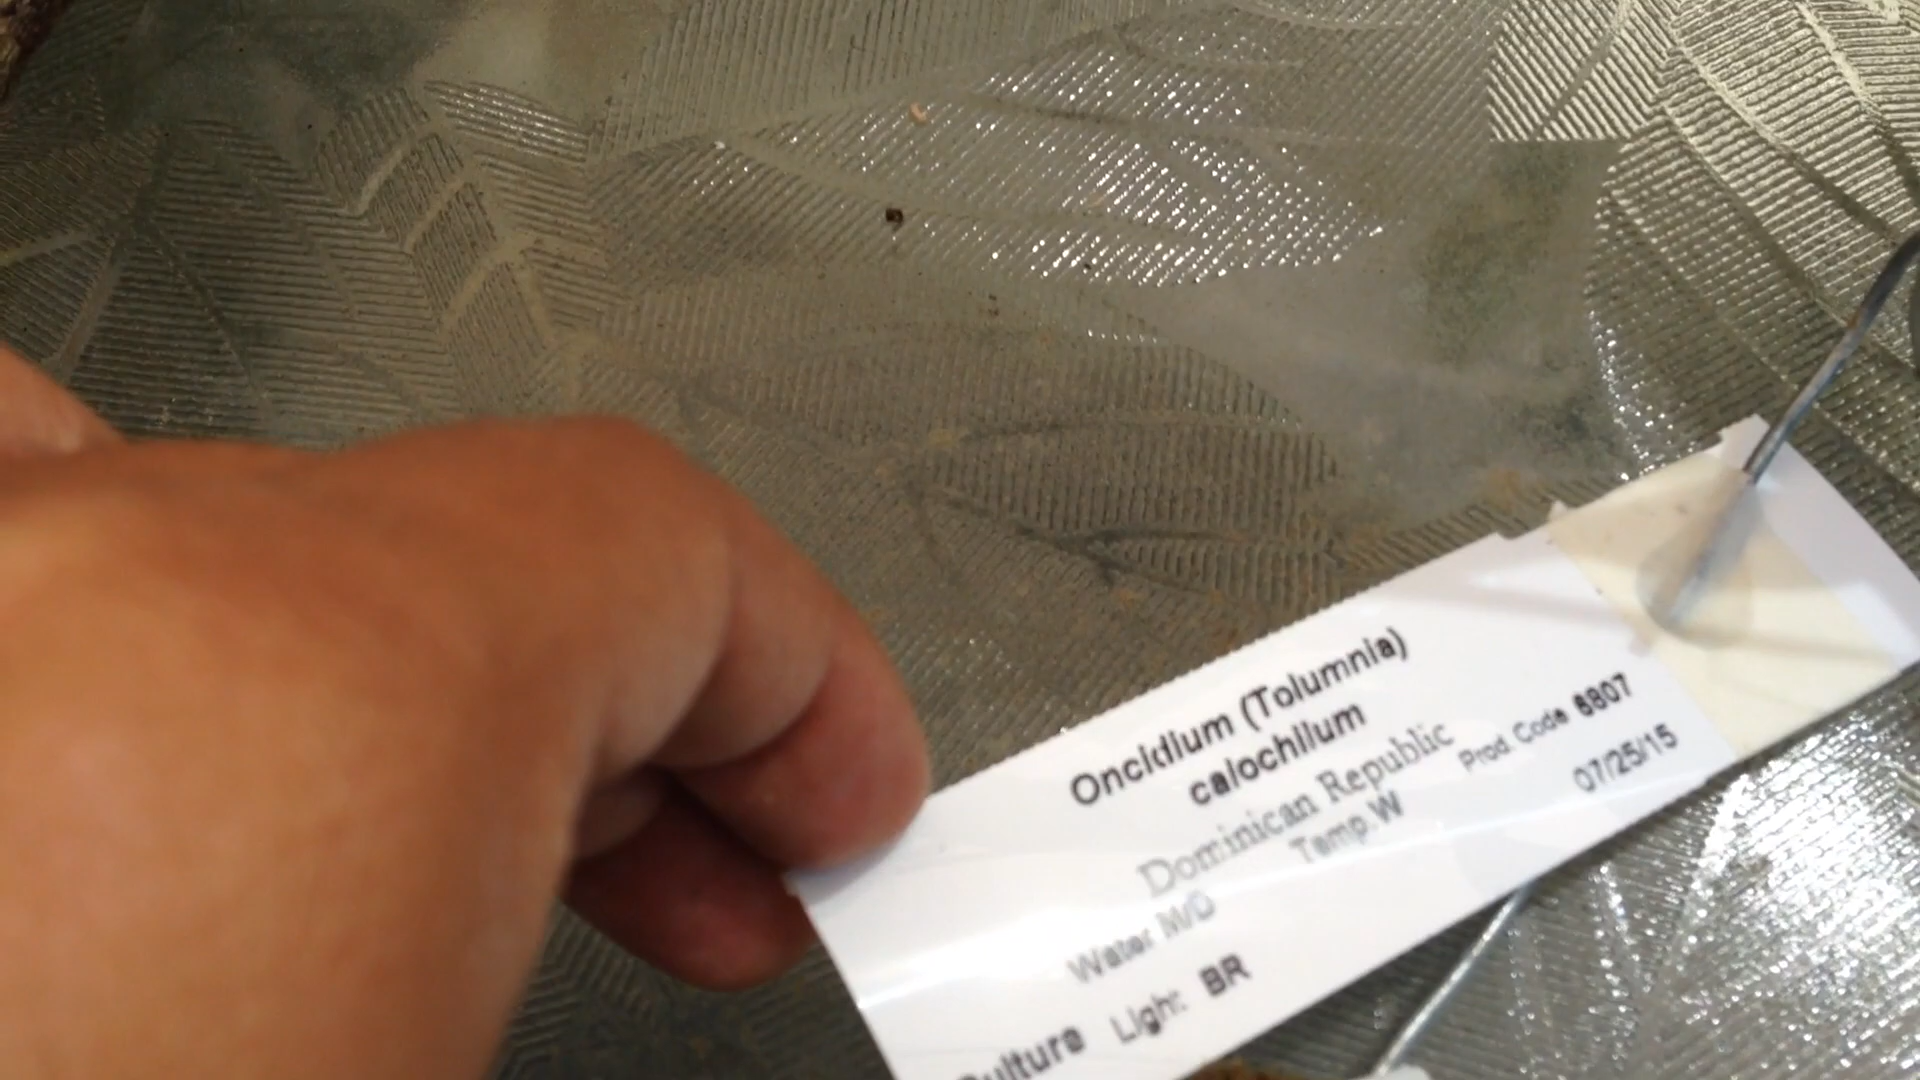 Oncidium (Tolumnia)
calochilum
Dominican Republic
Prod Code 6807
Water M/D Temp. W
07/25/15
Culture Light BR